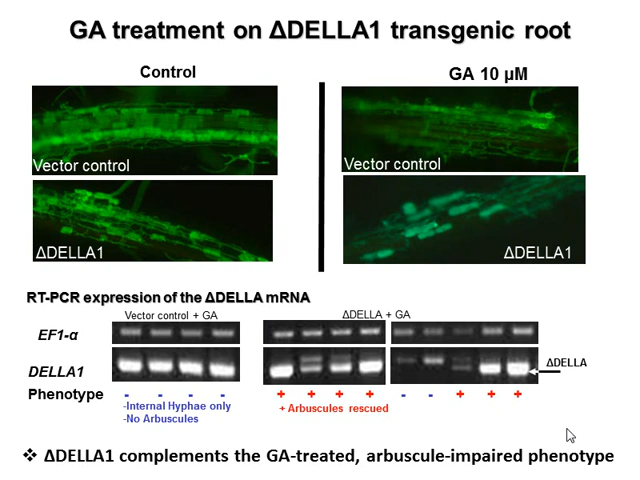 GA treatment on ΔDELLA1 transgenic root
Control
GA 10 µM
Vector control
Vector control
ΔDELLA1
ΔDELLA1
RT-PCR expression of the ΔDELLA mRNA
Vector control + GA
ΔDELLA + GA
EF1-α
DELLA1
ΔDELLA
Phenotype - - - - + + + + - - + + +
-Internal Hyphae only
-No Arbuscules
+ Arbuscules rescued
❖ ΔDELLA1 complements the GA-treated, arbuscule-impaired phenotype